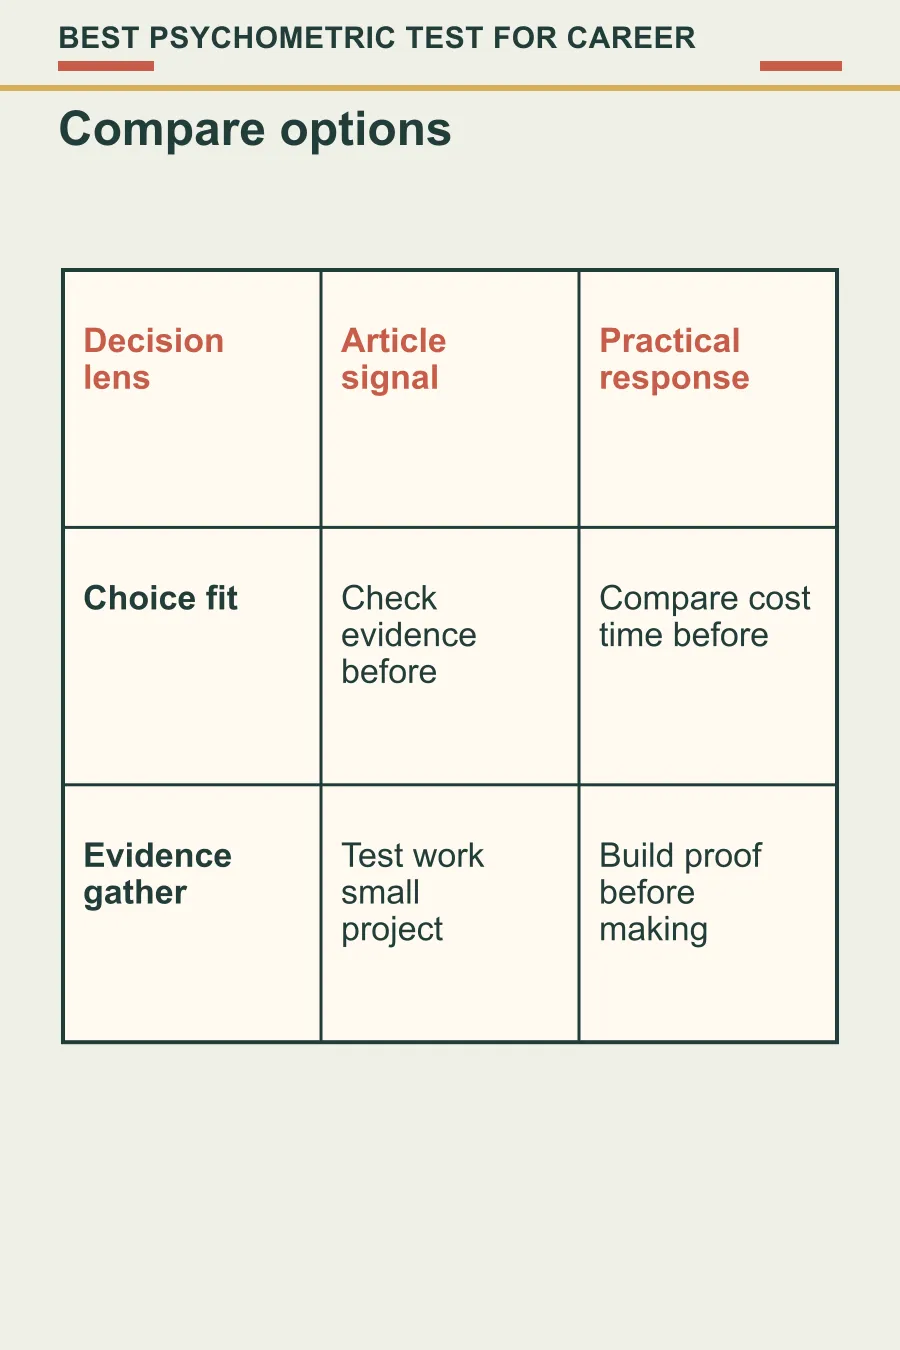 BEST PSYCHOMETRIC TEST FOR CAREER
Compare options
Decision
lens
Article
signal
Practical
response
Choice fit
Check
evidence
before
Compare cost
time before
Evidence
gather
Test work
small
project
Build proof
before
making